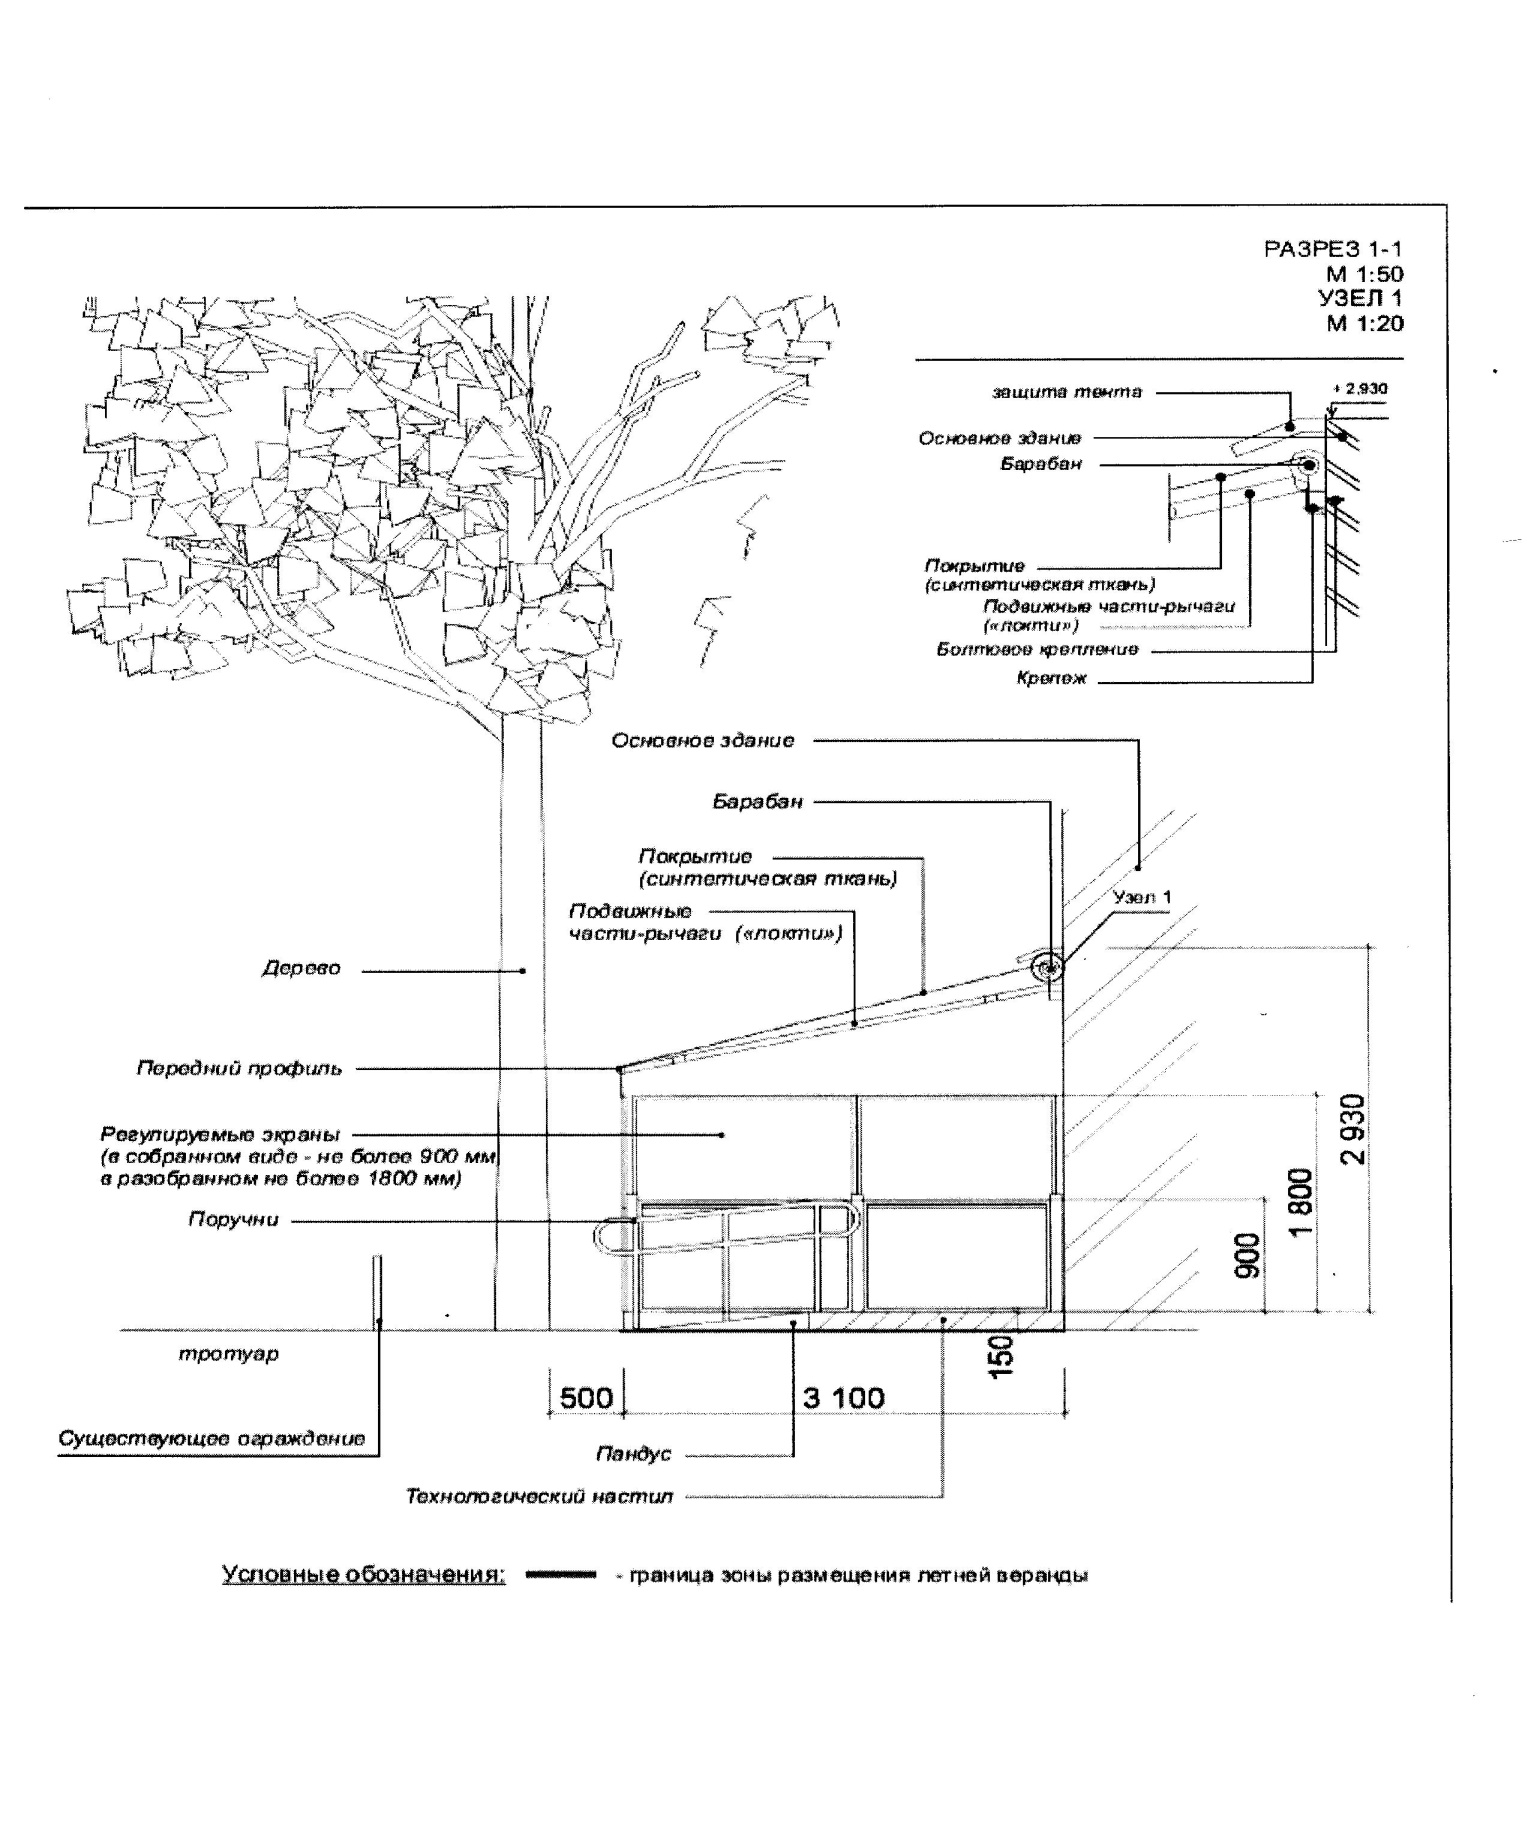 РАЗРЕЗ 1-1
М 1:50
УЗЕЛ 1
М 1:20
защита тента
+ 2,930
Основное здание
Барабан
Покрытие
(синтетическая ткань)
Подвижные части-рычаги
(«локти»)
Болтовое крепление
Крепеж
Основное здание
Барабан
Покрытие
(синтетическая ткань)
Узел 1
Подвижные
части-рычаги («локти»)
Дерево
Передний профиль
Регулируемые экраны
(в собранном виде - не более 900 мм
в разобранном не более 1800 мм)
Поручни
2 930
1 800
900
150
тротуар
500
3 100
Существующее ограждение
Пандус
Технологический настил
Условные обозначения:
- граница зоны размещения летней веранды